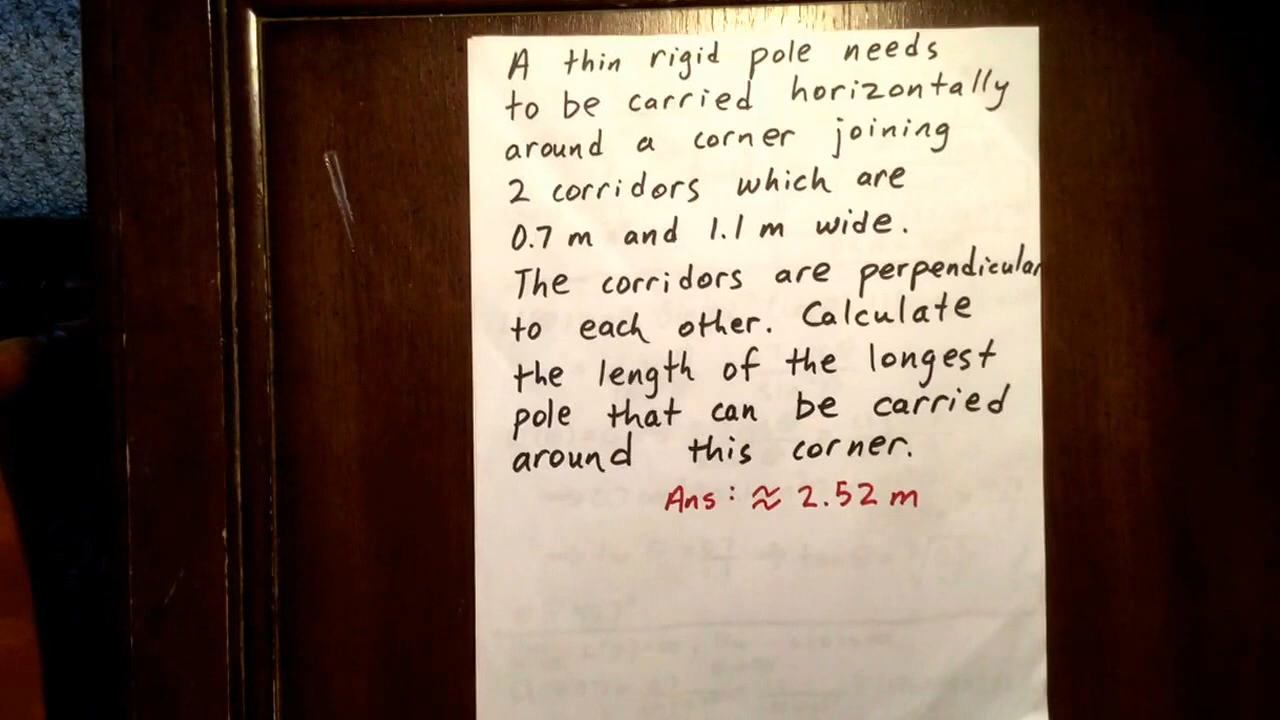 A thin rigid pole needs
to be carried horizontally
around a corner joining
2 corridors which are
0.7 m and 1.1 m wide.
The corridors are perpendicular
to each other. Calculate
the length of the longest
pole that can be carried
around this corner.
Ans: ≈ 2.52 m